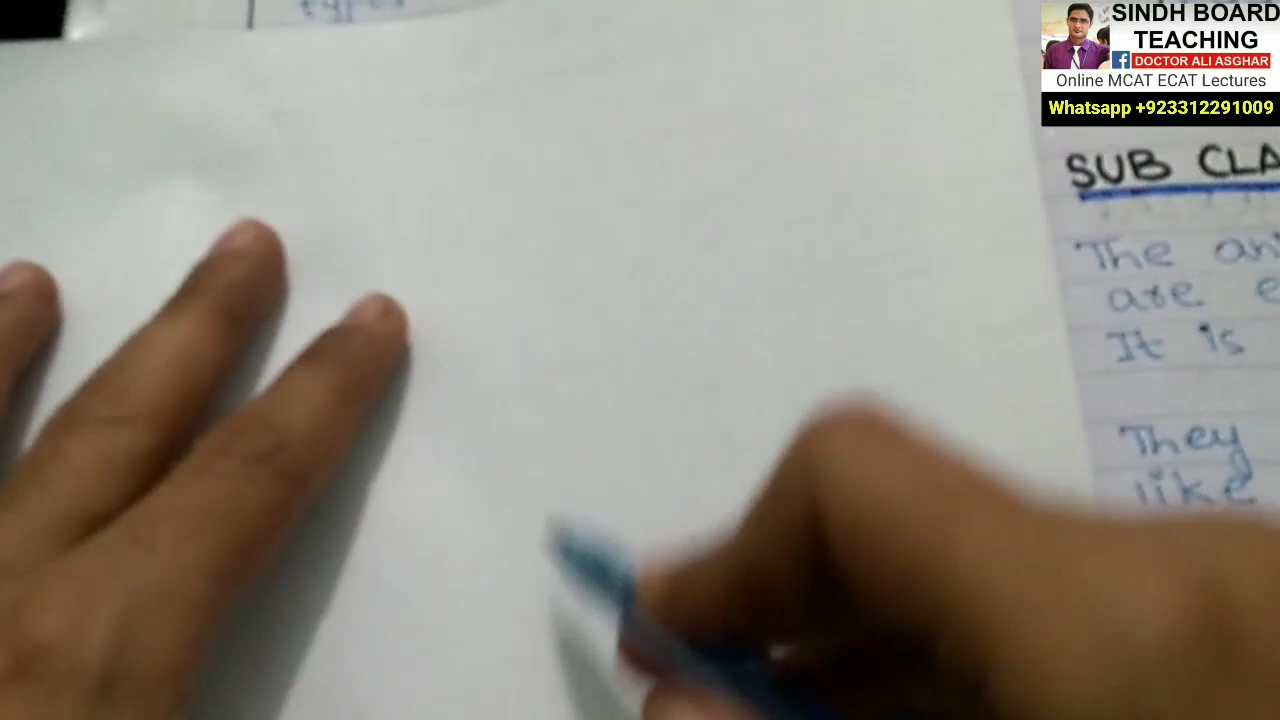 types
SINDH BOARD
TEACHING
DOCTOR ALI ASGHAR
Online MCAT ECAT Lectures
Whatsapp +923312291009
SUB CLA
The an
are e
It is
They
like